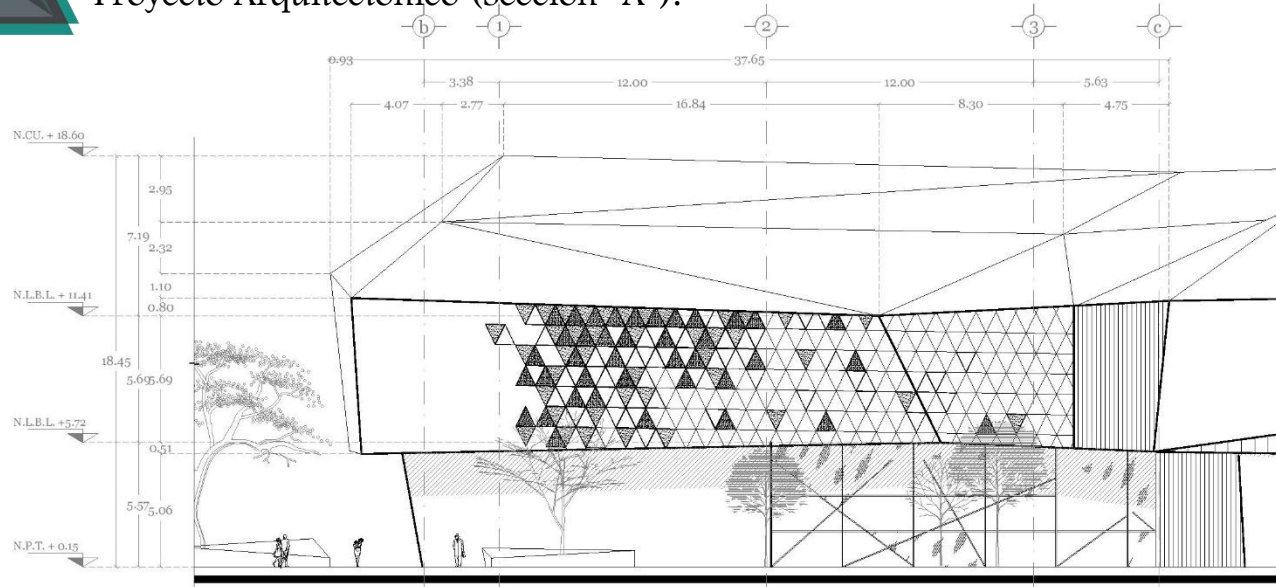 Proyecto Arquitectónico (sección "A").
b 1 2 3 c
0.93 37.65
3.38 12.00 12.00 5.63
4.07 2.77 16.84 8.30 4.75
N.CU. + 18.60
2.95
7.19
2.32
1.10
N.L.B.L. + 11.41
0.80
18.45
5.69 5.69
N.L.B.L. +5.72
0.51
5.57 5.06
N.P.T. + 0.15